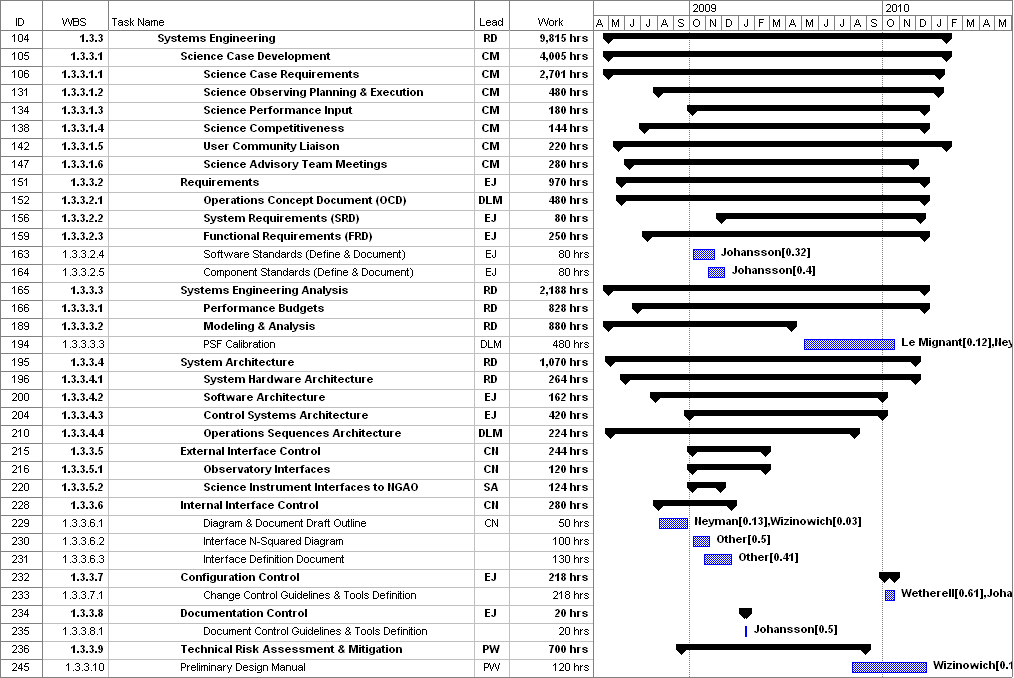 2009 2010
ID WBS Task Name Lead Work A M J J A S O N D J F M A M J J A S O N D J F M A M
104 1.3.3 Systems Engineering RD 9,815 hrs
105 1.3.3.1 Science Case Development CM 4,005 hrs
106 1.3.3.1.1 Science Case Requirements CM 2,701 hrs
131 1.3.3.1.2 Science Observing Planning & Execution CM 480 hrs
134 1.3.3.1.3 Science Performance Input CM 180 hrs
138 1.3.3.1.4 Science Competitiveness CM 144 hrs
142 1.3.3.1.5 User Community Liaison CM 220 hrs
147 1.3.3.1.6 Science Advisory Team Meetings CM 280 hrs
151 1.3.3.2 Requirements EJ 970 hrs
152 1.3.3.2.1 Operations Concept Document (OCD) DLM 480 hrs
156 1.3.3.2.2 System Requirements (SRD) EJ 80 hrs
159 1.3.3.2.3 Functional Requirements (FRD) EJ 250 hrs
163 1.3.3.2.4 Software Standards (Define & Document) EJ 80 hrs Johansson[0.32]
164 1.3.3.2.5 Component Standards (Define & Document) EJ 80 hrs Johansson[0.4]
165 1.3.3.3 Systems Engineering Analysis RD 2,188 hrs
166 1.3.3.3.1 Performance Budgets RD 828 hrs
189 1.3.3.3.2 Modeling & Analysis RD 880 hrs
194 1.3.3.3.3 PSF Calibration DLM 480 hrs Le Mignant[0.12],Ney
195 1.3.3.4 System Architecture RD 1,070 hrs
196 1.3.3.4.1 System Hardware Architecture RD 264 hrs
200 1.3.3.4.2 Software Architecture EJ 162 hrs
204 1.3.3.4.3 Control Systems Architecture EJ 420 hrs
210 1.3.3.4.4 Operations Sequences Architecture DLM 224 hrs
215 1.3.3.5 External Interface Control CN 244 hrs
216 1.3.3.5.1 Observatory Interfaces CN 120 hrs
220 1.3.3.5.2 Science Instrument Interfaces to NGAO SA 124 hrs
228 1.3.3.6 Internal Interface Control CN 280 hrs
229 1.3.3.6.1 Diagram & Document Draft Outline CN 50 hrs Neyman[0.13],Wizinowich[0.03]
230 1.3.3.6.2 Interface N-Squared Diagram 100 hrs Other[0.5]
231 1.3.3.6.3 Interface Definition Document 130 hrs Other[0.41]
232 1.3.3.7 Configuration Control EJ 218 hrs
233 1.3.3.7.1 Change Control Guidelines & Tools Definition 218 hrs Wetherell[0.61],Joha
234 1.3.3.8 Documentation Control EJ 20 hrs
235 1.3.3.8.1 Document Control Guidelines & Tools Definition 20 hrs Johansson[0.5]
236 1.3.3.9 Technical Risk Assessment & Mitigation PW 700 hrs
245 1.3.3.10 Preliminary Design Manual PW 120 hrs Wizinowich[0.1